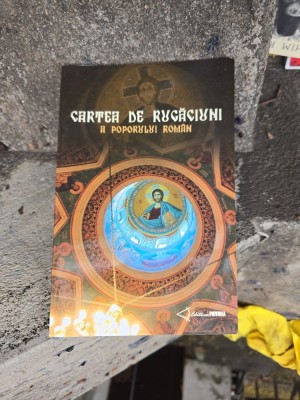 CARTEA DE RUGĂCIUNI
A POPORULUI ROMÂN